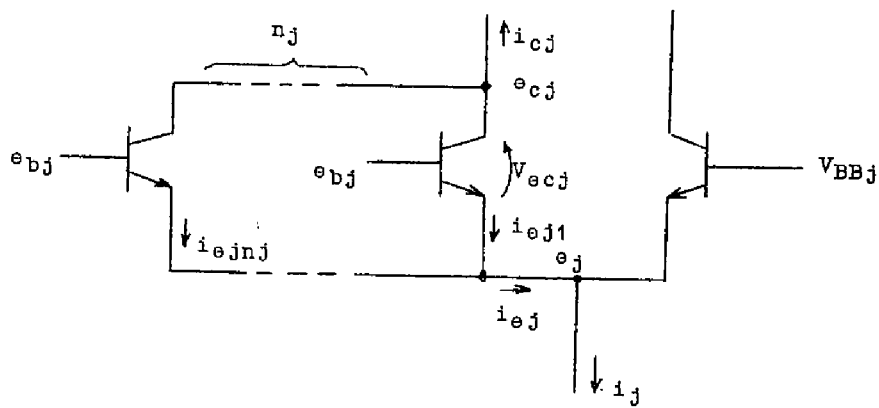 n_j
i_cj
e_cj
e_bj
e_bj
V_ecj
V_BBj
i_ejnj
i_ej1
e_j
i_ej
i_j